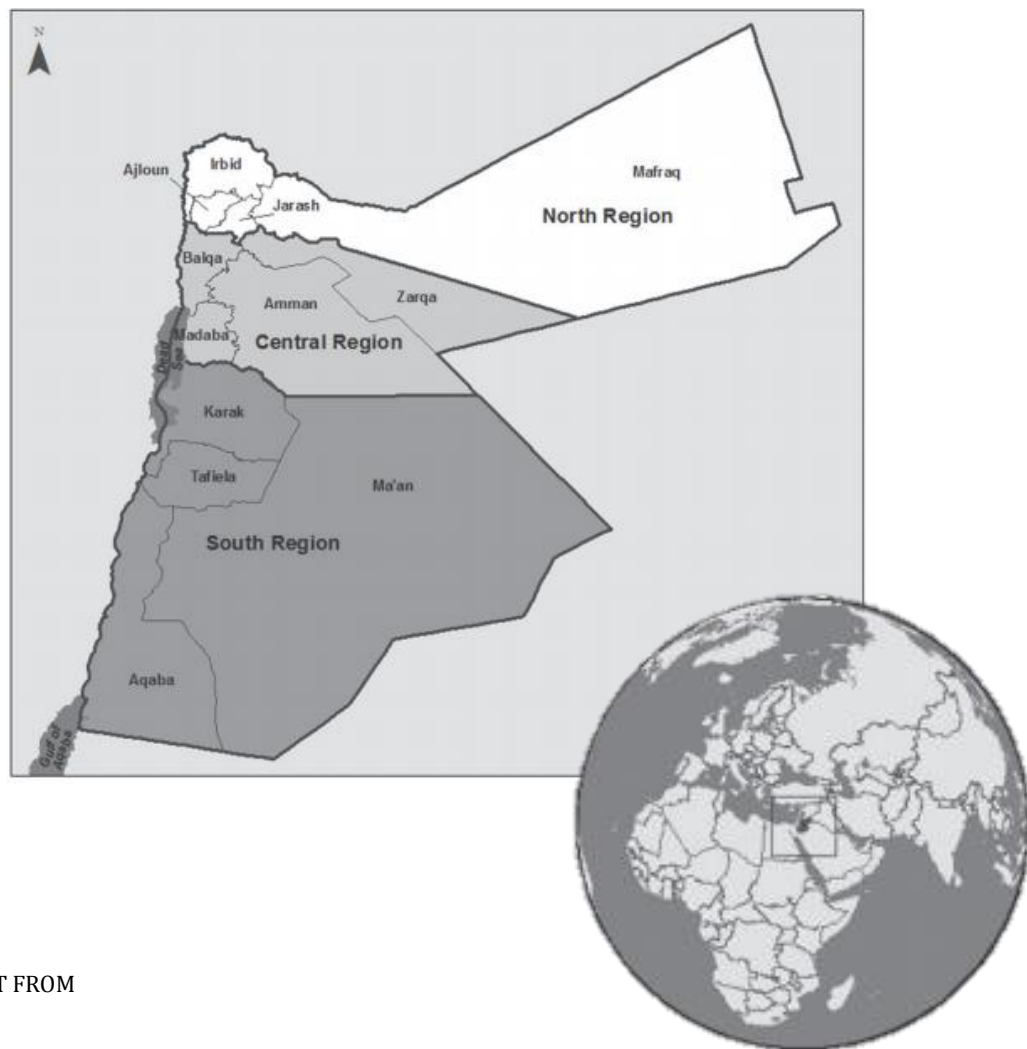 N
Irbid
Ajloun
Mafraq
Jarash
North Region
Balqa
Zarqa
Amman
Madaba
Central Region
Dead
Sea
Karak
Tafiela
Ma'an
South Region
Aqaba
Gulf of
Aqaba
T FROM